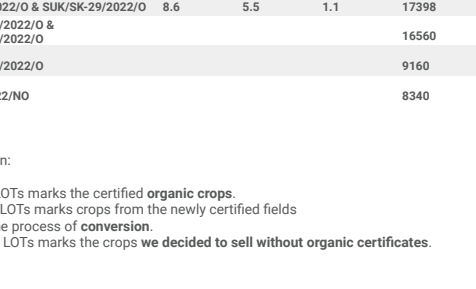 022/O & SUK/SK-29/2022/O 8.6 5.5 1.1 17398
/2022/O &
/2022/O 16560
/2022/O 9160
22/NO 8340
n:
LOTs marks the certified organic crops.
LOTs marks crops from the newly certified fields
e process of conversion.
LOTs marks the crops we decided to sell without organic certificates.